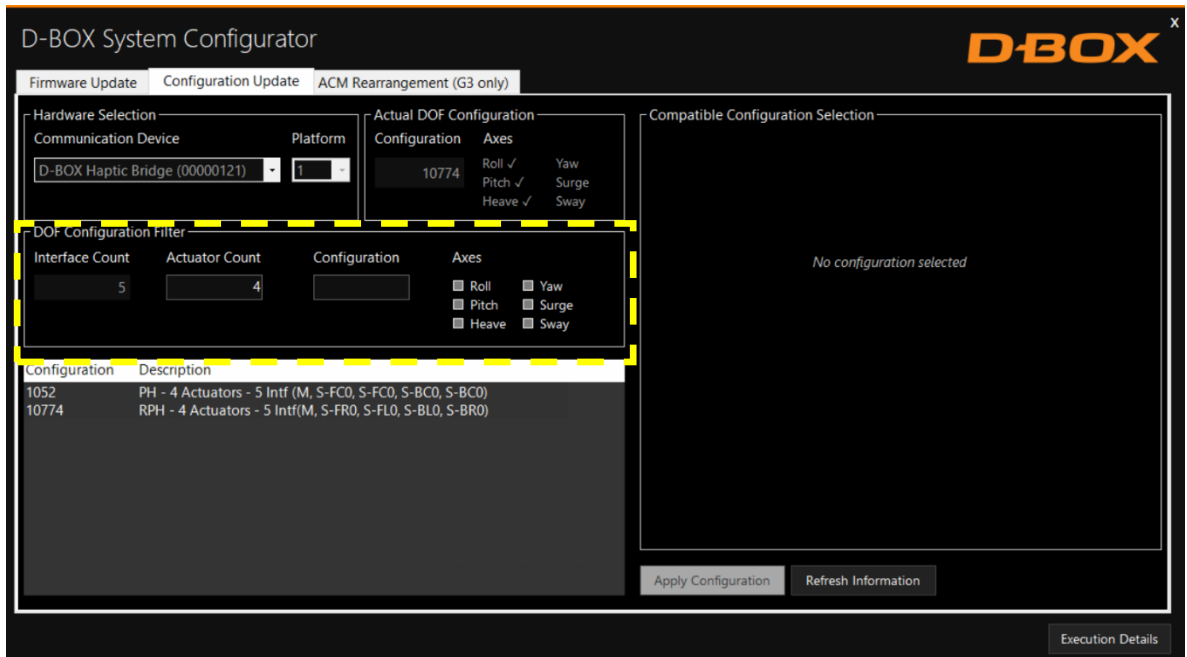 D-BOX System Configurator
D-BOX
x
Firmware Update Configuration Update ACM Rearrangement (G3 only)
Hardware Selection
Communication Device Platform
D-BOX Haptic Bridge (00000121) 1
Actual DOF Configuration
Configuration Axes
10774
Roll ✓ Yaw
Pitch ✓ Surge
Heave ✓ Sway
Compatible Configuration Selection
No configuration selected
DOF Configuration Filter
Interface Count Actuator Count Configuration Axes
5 4
Roll Yaw
Pitch Surge
Heave Sway
Configuration Description
1052 PH - 4 Actuators - 5 Intf (M, S-FC0, S-FC0, S-BC0, S-BC0)
10774 RPH - 4 Actuators - 5 Intf(M, S-FR0, S-FL0, S-BL0, S-BR0)
Apply Configuration Refresh Information
Execution Details